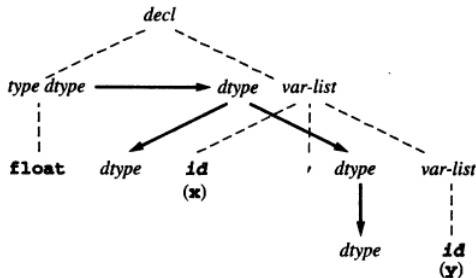 decl
type dtype dtype var-list
float dtype id , dtype var-list
(x)
dtype id
(y)